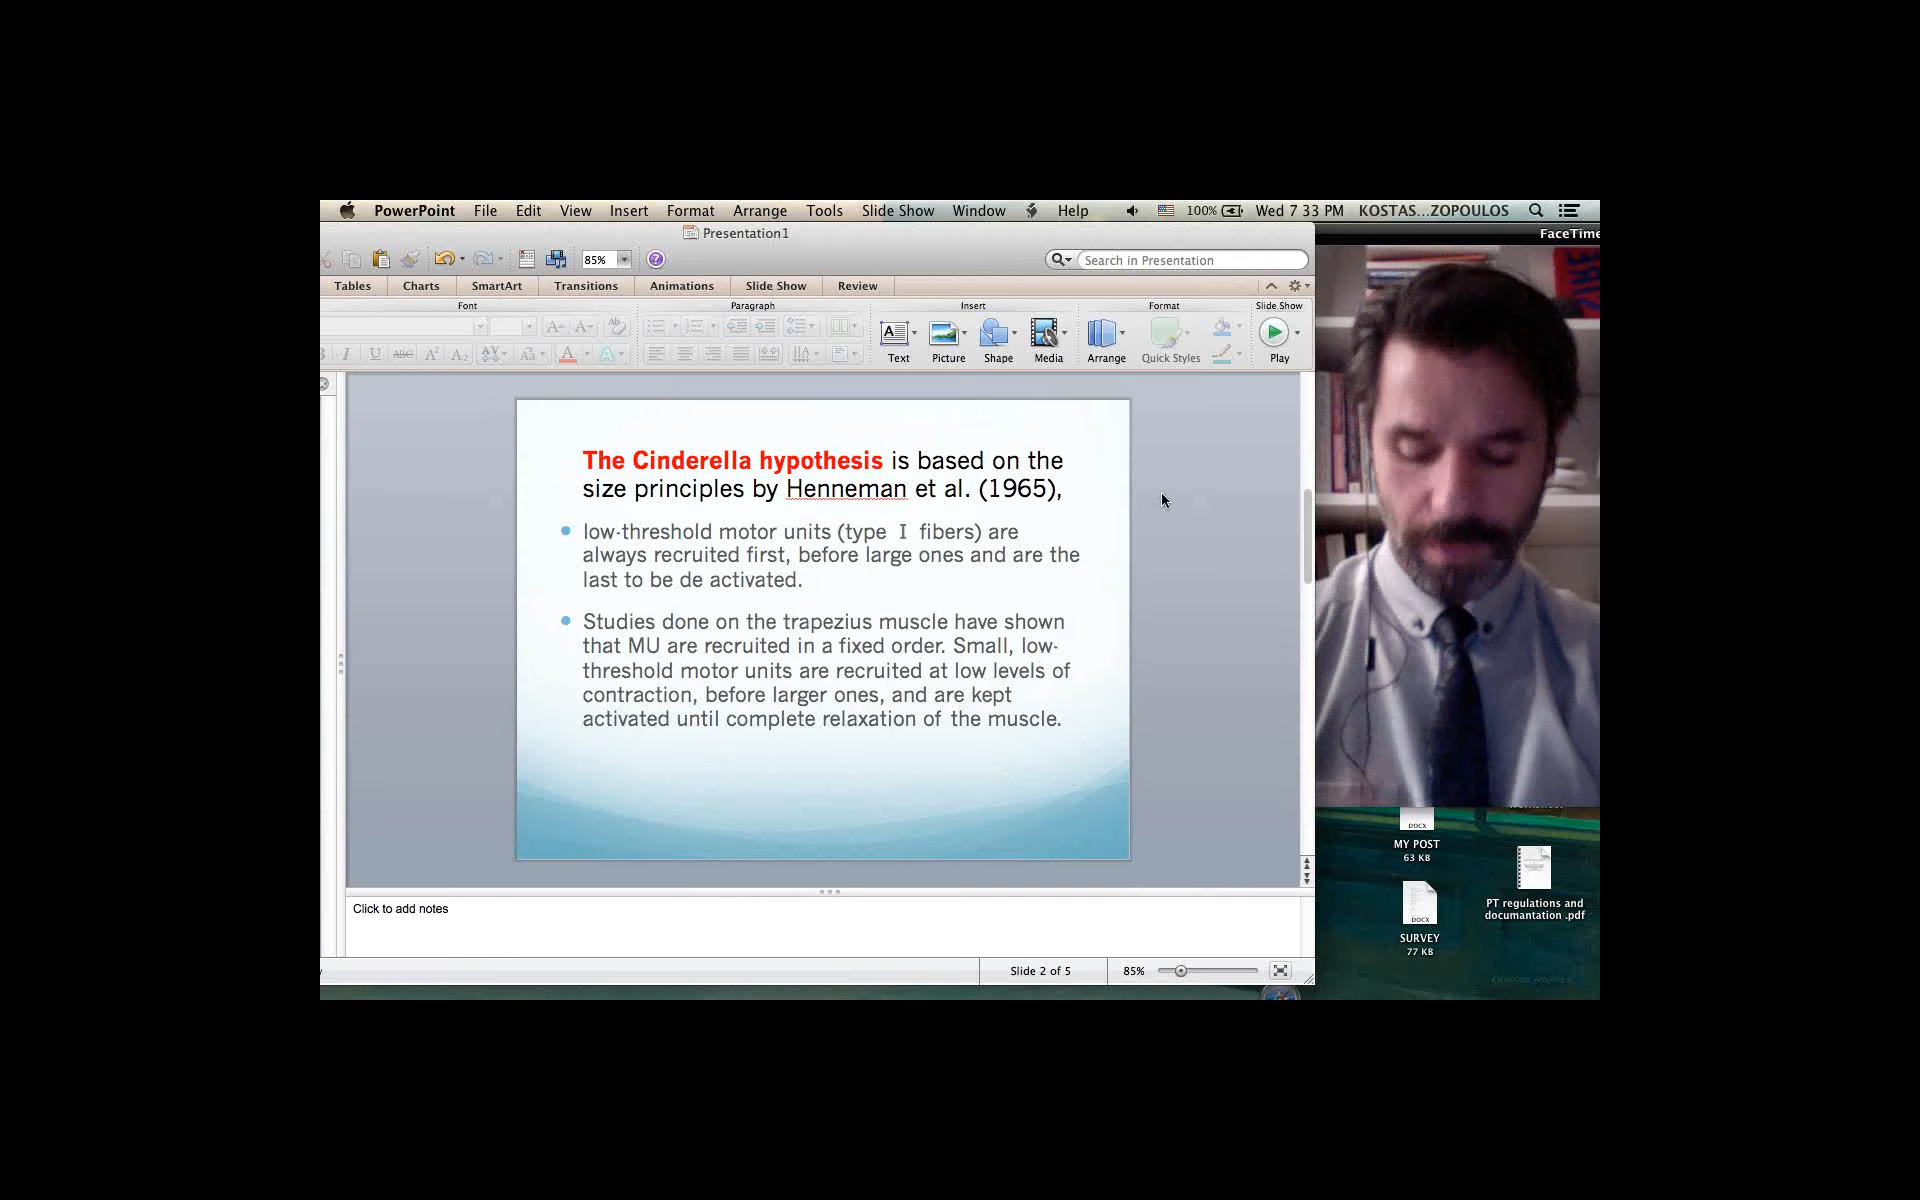 PowerPoint File Edit View Insert Format Arrange Tools Slide Show Window Help 100% Wed 7 33 PM KOSTAS...ZOPOULOS
Presentation1
FaceTime
85%
Search in Presentation
Tables Charts SmartArt Transitions Animations Slide Show Review
Font Paragraph Insert Format Slide Show
Text Picture Shape Media Arrange Quick Styles Play
The Cinderella hypothesis is based on the
size principles by Henneman et al. (1965),
low-threshold motor units (type I fibers) are
always recruited first, before large ones and are the
last to be de activated.
Studies done on the trapezius muscle have shown
that MU are recruited in a fixed order. Small, low-
threshold motor units are recruited at low levels of
contraction, before larger ones, and are kept
activated until complete relaxation of the muscle.
Click to add notes
Slide 2 of 5
85%
DOCX
MY POST
63 KB
DOCX
SURVEY
77 KB
PT regulations and
documantation .pdf